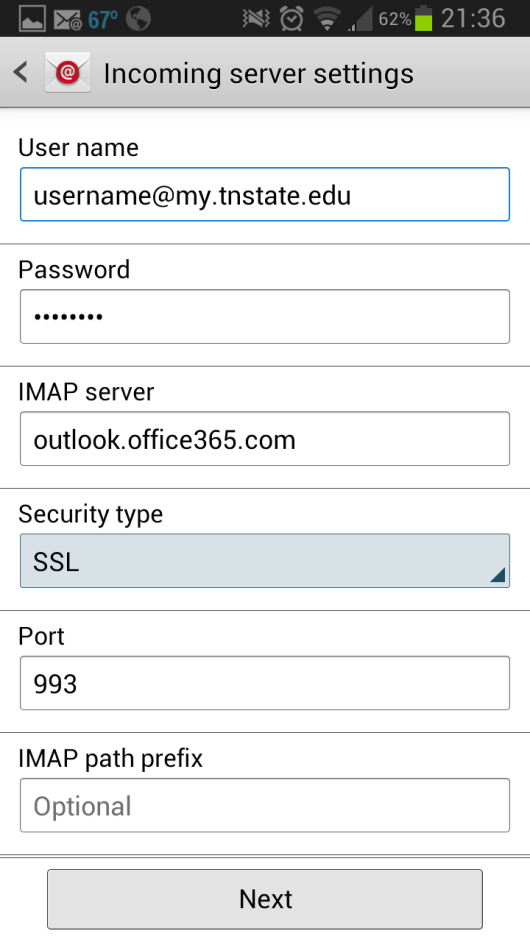 67° 62% 21:36
Incoming server settings
User name
username@my.tnstate.edu
Password
••••••••
IMAP server
outlook.office365.com
Security type
SSL
Port
993
IMAP path prefix
Optional
Next